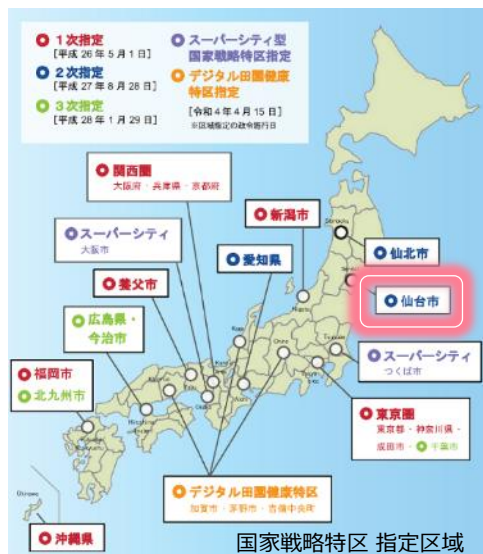 1次指定
[平成26年5月1日]
2次指定
[平成27年8月28日]
3次指定
[平成28年1月29日]
スーパーシティ型
国家戦略特区指定
デジタル田園健康
特区指定
[令和4年4月15日]
※区域指定の政令施行日
関西圏
大阪府・兵庫県・京都府
新潟市
仙北市
スーパーシティ
大阪市
愛知県
仙台市
養父市
広島県・
今治市
スーパーシティ
つくば市
福岡市
北九州市
東京圏
東京都・神奈川県・
成田市・千葉市
デジタル田園健康特区
加賀市・茅野市・吉備中央町
Okinawa
沖縄県
Niigata
Kaga
Chino
Osaka
Aichi
国家戦略特区 指定区域